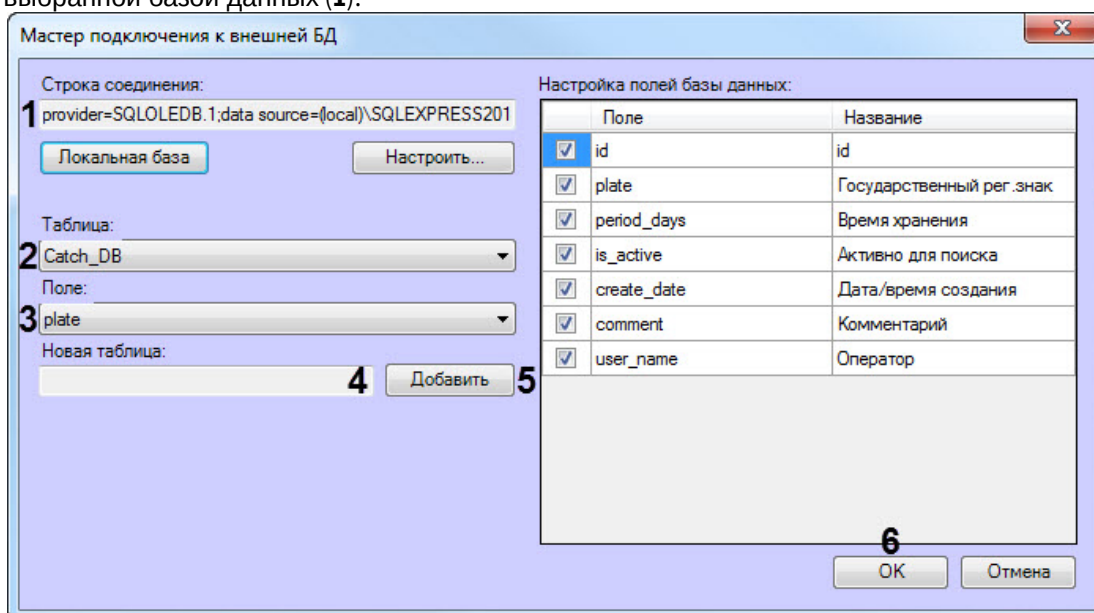 выбранной базой данных (1).
Мастер подключения к внешней БД
Строка соединения:
1 provider=SQLOLEDB.1;data source=(local)\SQLEXPRESS201
Локальная база
Настроить...
Таблица:
2 Catch_DB
Поле:
3 plate
Новая таблица:
4 Добавить 5
Настройка полей базы данных:
Поле Название
id id
plate Государственный рег.знак
period_days Время хранения
is_active Активно для поиска
create_date Дата/время создания
comment Комментарий
user_name Оператор
6
OK Отмена